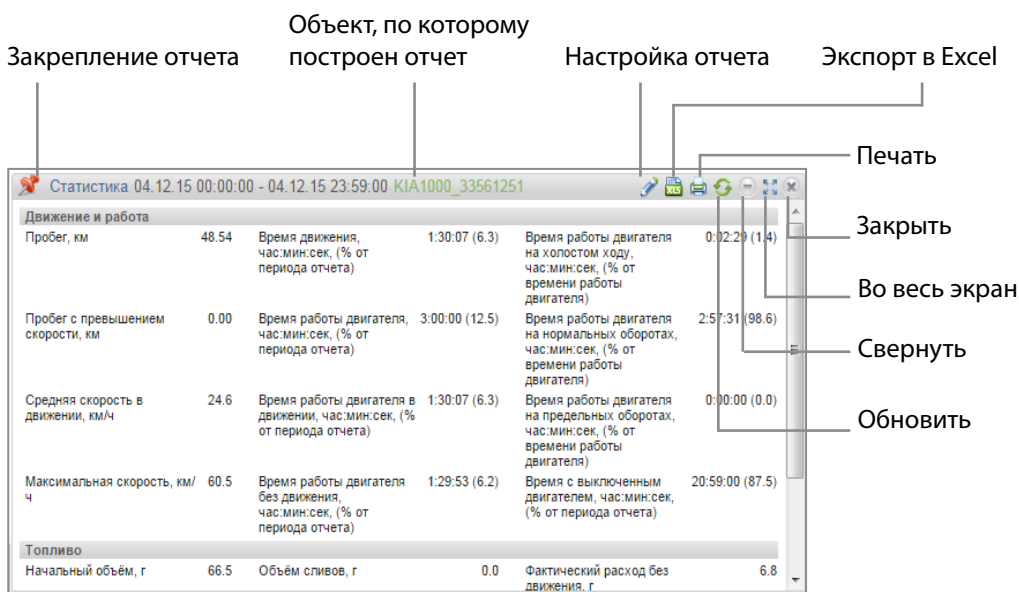 Объект, по которому
Закрепление отчета
построен отчет
Настройка отчета
Экспорт в Excel
Печать
Статистика 04.12.15 00:00:00 - 04.12.15 23:59:00 KIA1000_33561251
XLS
Закрыть
Во весь экран
Свернуть
Обновить
Движение и работа
Пробег, км 48.54
Время движения,
час:мин:сек, (% от
периода отчета)
1:30:07 (6.3)
Время работы двигателя
на холостом ходу,
час:мин:сек, (% от
времени работы
двигателя)
0:02:29 (1.4)
Пробег с превышением
скорости, км
0.00
Время работы двигателя,
час:мин:сек, (% от
периода отчета)
3:00:00 (12.5)
Время работы двигателя
на нормальных оборотах,
час:мин:сек, (% от
времени работы
двигателя)
2:57:31 (98.6)
Средняя скорость в
движении, км/ч
24.6
Время работы двигателя в
движении, час:мин:сек, (%
от периода отчета)
1:30:07 (6.3)
Время работы двигателя
на предельных оборотах,
час:мин:сек, (% от
времени работы
двигателя)
0:00:00 (0.0)
Максимальная скорость, км/
ч
60.5
Время работы двигателя
без движения,
час:мин:сек, (% от
периода отчета)
1:29:53 (6.2)
Время с выключенным
двигателем, час:мин:сек,
(% от периода отчета)
20:59:00 (87.5)
Топливо
Начальный объём, г 66.5
Объём сливов, г 0.0
Фактический расход без
движения, г
6.8